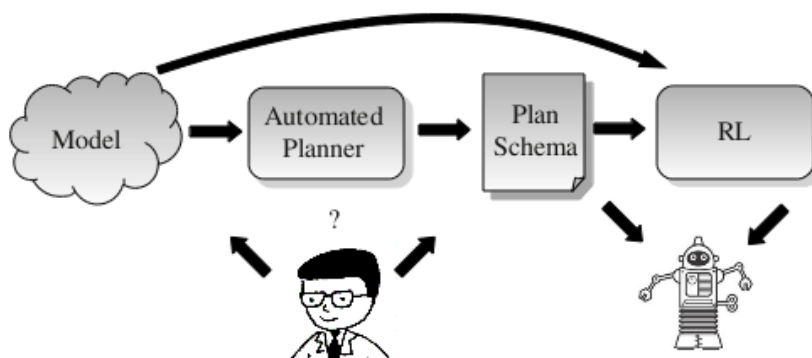 Model
Automated
Planner
Plan
Schema
RL
?